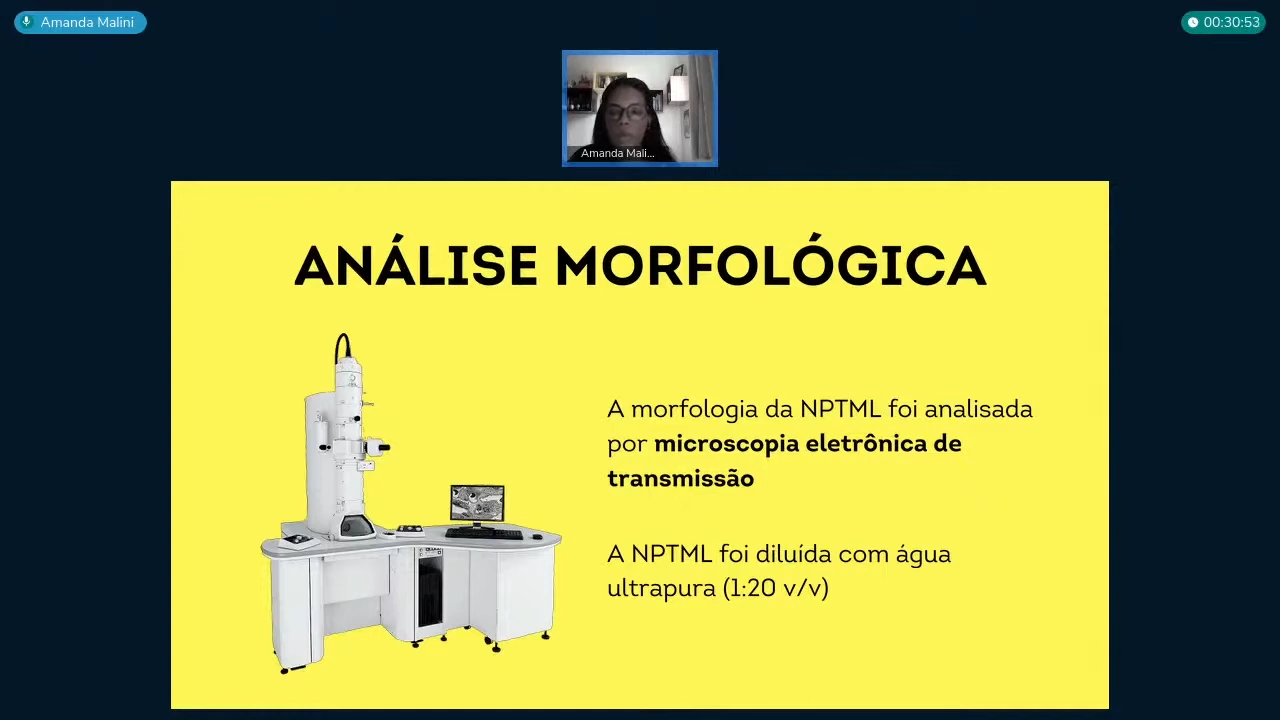 Amanda Malini
00:30:53
Amanda Mali...
ANÁLISE MORFOLÓGICA
A morfologia da NPTML foi analisada
por microscopia eletrônica de
transmissão
A NPTML foi diluída com água
ultrapura (1:20 v/v)